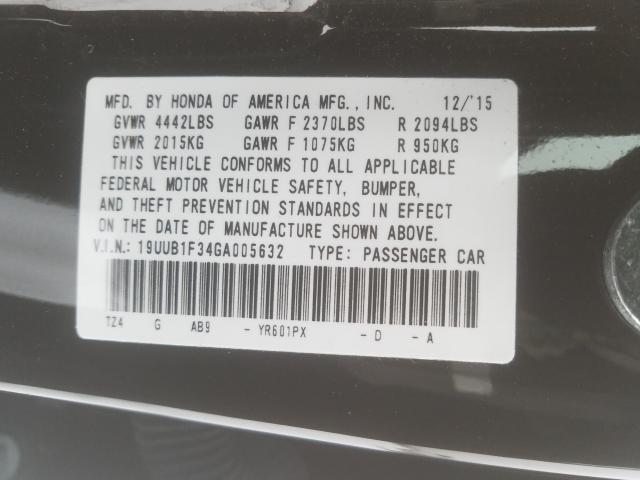 MFD. BY HONDA OF AMERICA MFG., INC. 12/'15
GVWR 4442LBS GAWR F 2370LBS R 2094LBS
GVWR 2015KG GAWR F 1075KG R 950KG
THIS VEHICLE CONFORMS TO ALL APPLICABLE
FEDERAL MOTOR VEHICLE SAFETY, BUMPER,
AND THEFT PREVENTION STANDARDS IN EFFECT
ON THE DATE OF MANUFACTURE SHOWN ABOVE.
V.I.N.: 19UUB1F34GA005632 TYPE: PASSENGER CAR
TZ4 G AB9 - YR601PX - D - A